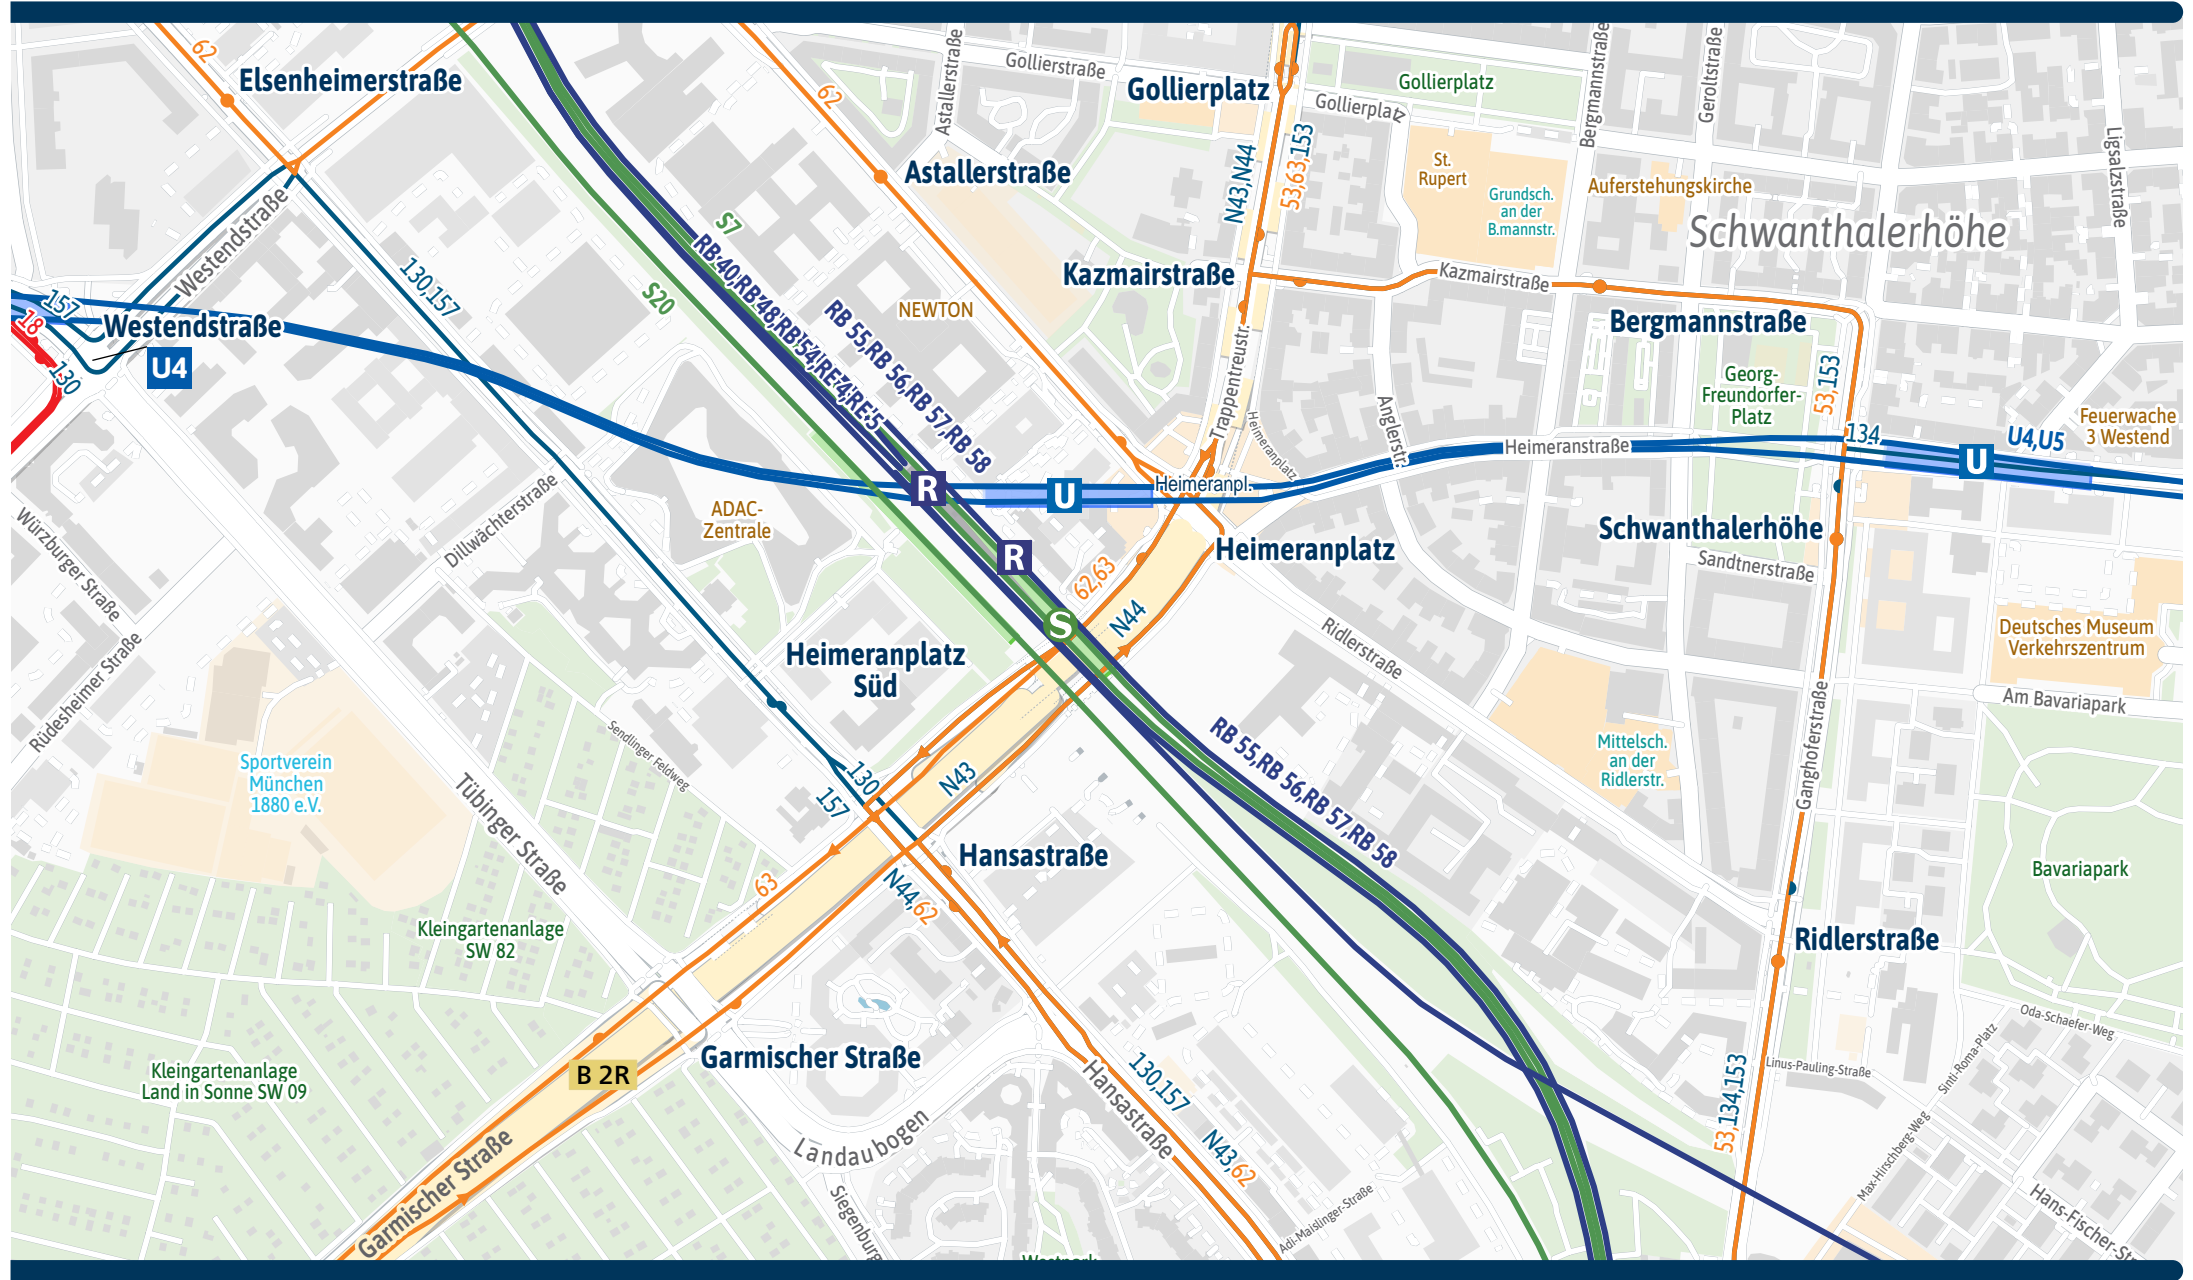 62
Elsenheimerstraße
Westendstraße
130,157
157
18
130
Westendstraße
U4
62
Astallerstraße
Gollierstraße
Astallerstraße
Gollierplatz
Gollierplatz
Gollierplatz
N43,N44
53,63,153
Bergmannstraße
Geroltstraße
Ligsalzstraße
St.
Rupert
Grundsch.
an der
B.mannstr.
Auferstehungskirche
Schwanthalerhöhe
Kazmairstraße
Kazmairstraße
Bergmannstraße
S7
S20
RB 40,RB 48,RB 54,RE 4,RE 5
RB 55,RB 56,RB 57,RB 58
NEWTON
Trappentreustr.
Heimeranplatz
Anglerstr.
Georg-
Freundorfer-
Platz
53,153
Feuerwache
3 Westend
134
U4,U5
U
Heimeranstraße
R
U
Heimeranpl.
ADAC-
Zentrale
Dillwächterstraße
Würzburger Straße
Rüdesheimer Straße
R
S
62,63
N44
Heimeranplatz
Schwanthalerhöhe
Sandtnerstraße
Ridlerstraße
Deutsches Museum
Verkehrszentrum
Am Bavariapark
Heimeranplatz
Süd
Sendlinger Feldweg
Sportverein
München
1880 e.V.
Tübinger Straße
130
157
N43
RB 55,RB 56,RB 57,RB 58
Mittelsch.
an der
Ridlerstr.
Ganghoferstraße
Bavariapark
Hansastraße
63
N44,62
Kleingartenanlage
SW 82
Ridlerstraße
Oda-Schaefer-Weg
Sinti-Roma-Platz
Linus-Pauling-Straße
Max-Hirschberg-Weg
Hans-Fischer-Str.
53,134,153
Garmischer Straße
B 2R
Kleingartenanlage
Land in Sonne SW 09
Garmischer Straße
Landaubogen
Siegenburg
Hansastraße
130,157
N43,62
Adi-Maislinger-Straße
Westpark